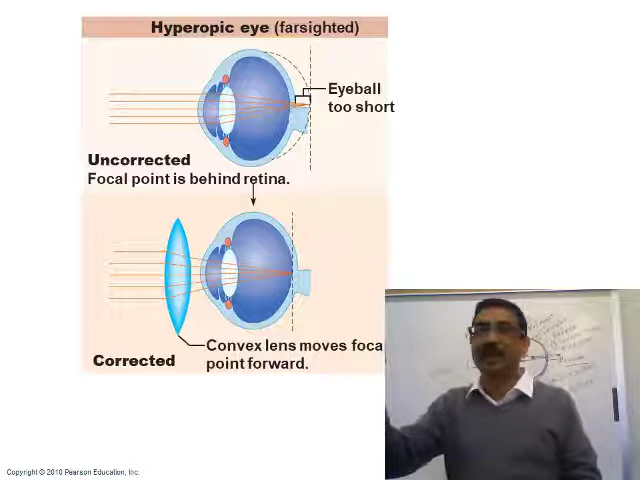 Hyperopic eye (farsighted)
Eyeball
too short
Uncorrected
Focal point is behind retina.
Convex lens moves foca
point forward.
Corrected
Copyright © 2010 Pearson Education, Inc.